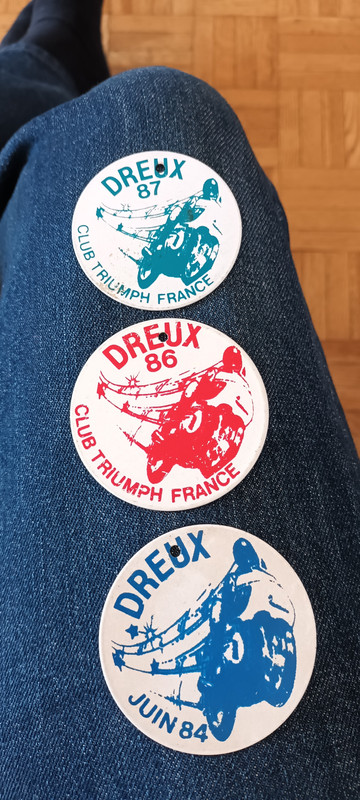 DREUX
87
CLUB TRIUMPH FRANCE
DREUX
86
CLUB TRIUMPH FRANCE
DREUX
JUIN 84